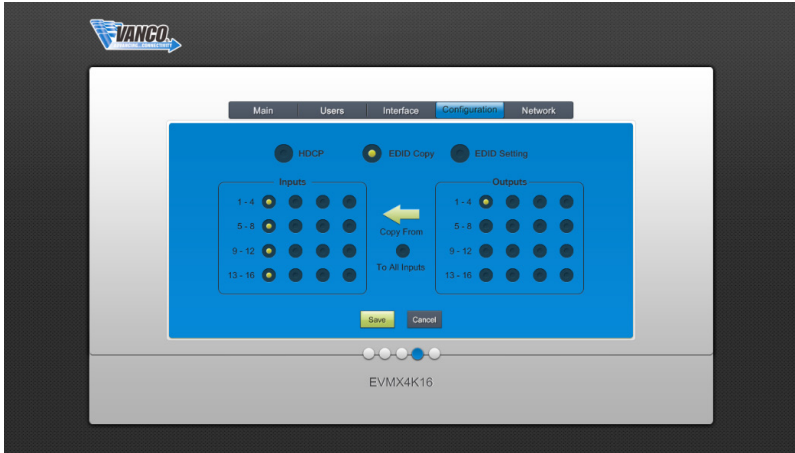 VANCO
Main Users Interface Configuration Network
HDCP EDID Copy EDID Setting
Inputs Outputs
1 - 4 1 - 4
5 - 8 Copy From 5 - 8
9 - 12 9 - 12
13 - 16 To All Inputs 13 - 16
Save Cancel
EVMX4K16